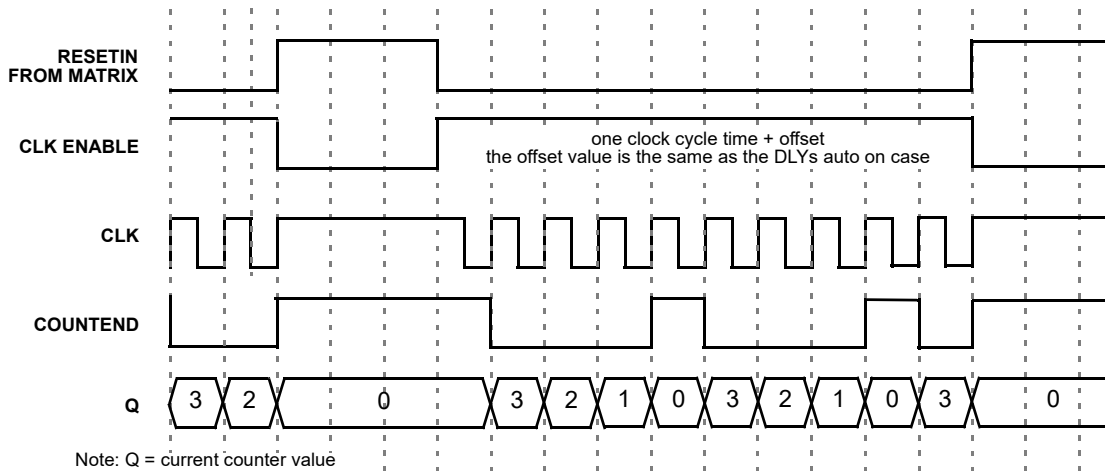 RESETIN
FROM MATRIX
CLK ENABLE
one clock cycle time + offset
the offset value is the same as the DLYs auto on case
CLK
COUNTEND
Q
3 2 0 3 2 1 0 3 2 1 0 3 0
Note: Q = current counter value